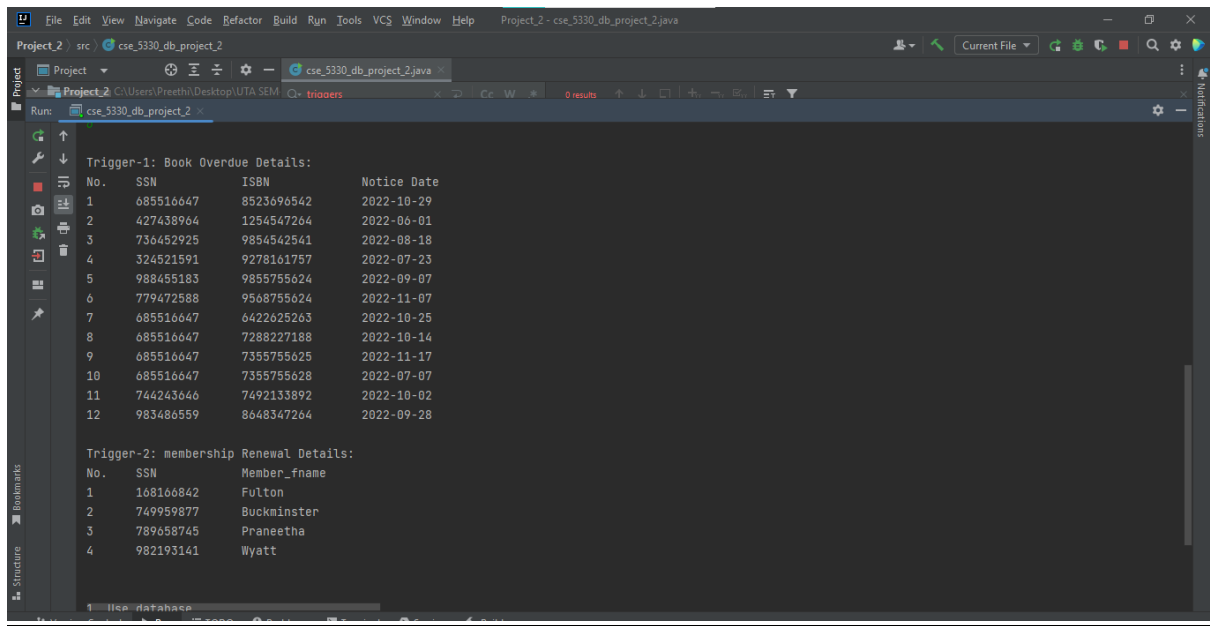 File Edit View Navigate Code Refactor Build Run Tools VCS Window Help Project_2 - cse_5330_db_project_2.java
Project_2 src cse_5330_db_project_2 Current File
Project cse_5330_db_project_2.java
Project_2 C:\Users\Preethi\Desktop\UTA SEM triggers Cc W .* 0 results
Run: cse_5330_db_project_2
Trigger-1: Book Overdue Details:
No. SSN ISBN Notice Date
1 685516647 8523696542 2022-10-29
2 427438964 1254547264 2022-06-01
3 736452925 9854542541 2022-08-18
4 324521591 9278161757 2022-07-23
5 988455183 9855755624 2022-09-07
6 779472588 9568755624 2022-11-07
7 685516647 6422625263 2022-10-25
8 685516647 7288227188 2022-10-14
9 685516647 7355755625 2022-11-17
10 685516647 7355755628 2022-07-07
11 744243646 7492133892 2022-10-02
12 983486559 8648347264 2022-09-28
Trigger-2: membership Renewal Details:
No. SSN Member_fname
1 168166842 Fulton
2 749959877 Buckminster
3 789658745 Praneetha
4 982193141 Wyatt
1 Use database
Project
Bookmarks
Structure
Notifications